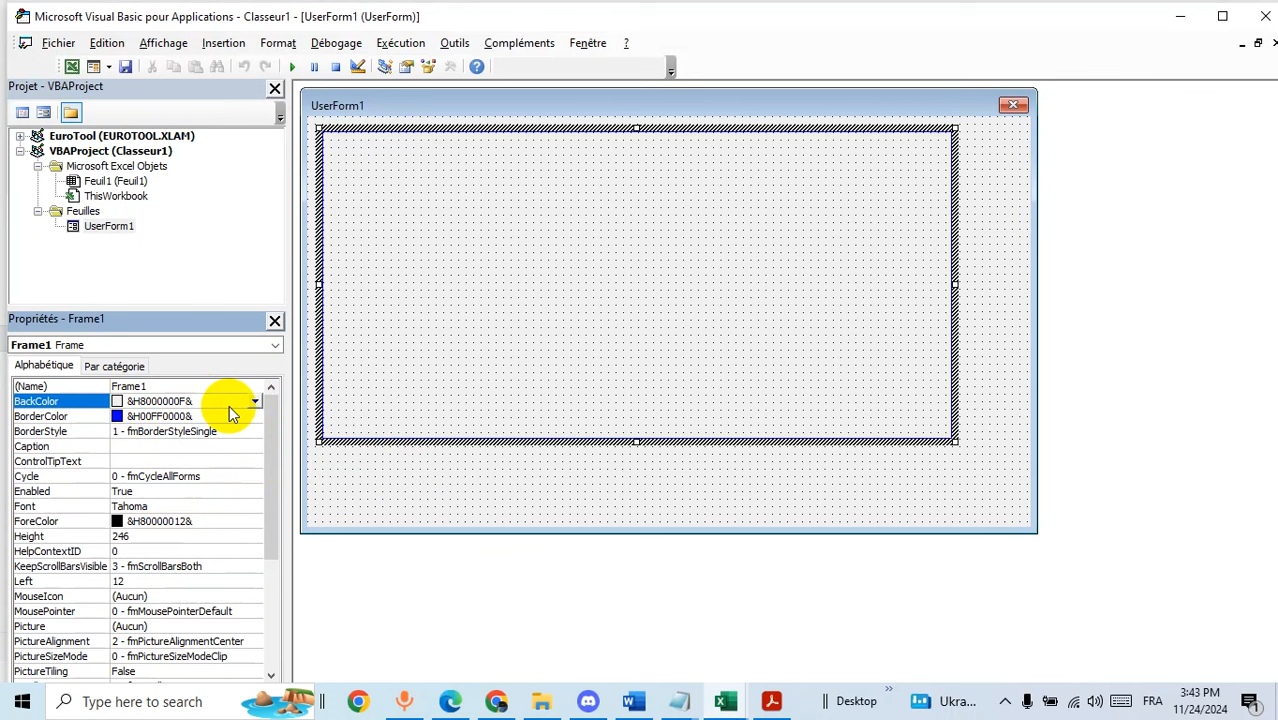 Microsoft Visual Basic pour Applications - Classeur1 - [UserForm1 (UserForm)]
Fichier Edition Affichage Insertion Format Débogage Exécution Outils Compléments Fenêtre ?
Projet - VBAProject
EuroTool (EUROTOOL.XLAM)
VBAProject (Classeur1)
Microsoft Excel Objets
Feuil1 (Feuil1)
ThisWorkbook
Feuilles
UserForm1
UserForm1
Propriétés - Frame1
Frame1 Frame
Alphabétique Par catégorie
(Name) Frame1
BackColor &H8000000F&
BorderColor &H00FF0000&
BorderStyle 1 - fmBorderStyleSingle
Caption
ControlTipText
Cycle 0 - fmCycleAllForms
Enabled True
Font Tahoma
ForeColor &H80000012&
Height 246
HelpContextID 0
KeepScrollBarsVisible 3 - fmScrollBarsBoth
Left 12
MouseIcon (Aucun)
MousePointer 0 - fmMousePointerDefault
Picture (Aucun)
PictureAlignment 2 - fmPictureAlignmentCenter
PictureSizeMode 0 - fmPictureSizeModeClip
PictureTiling False
Type here to search
Desktop
Ukra...
FRA
3:43 PM
11/24/2024
1